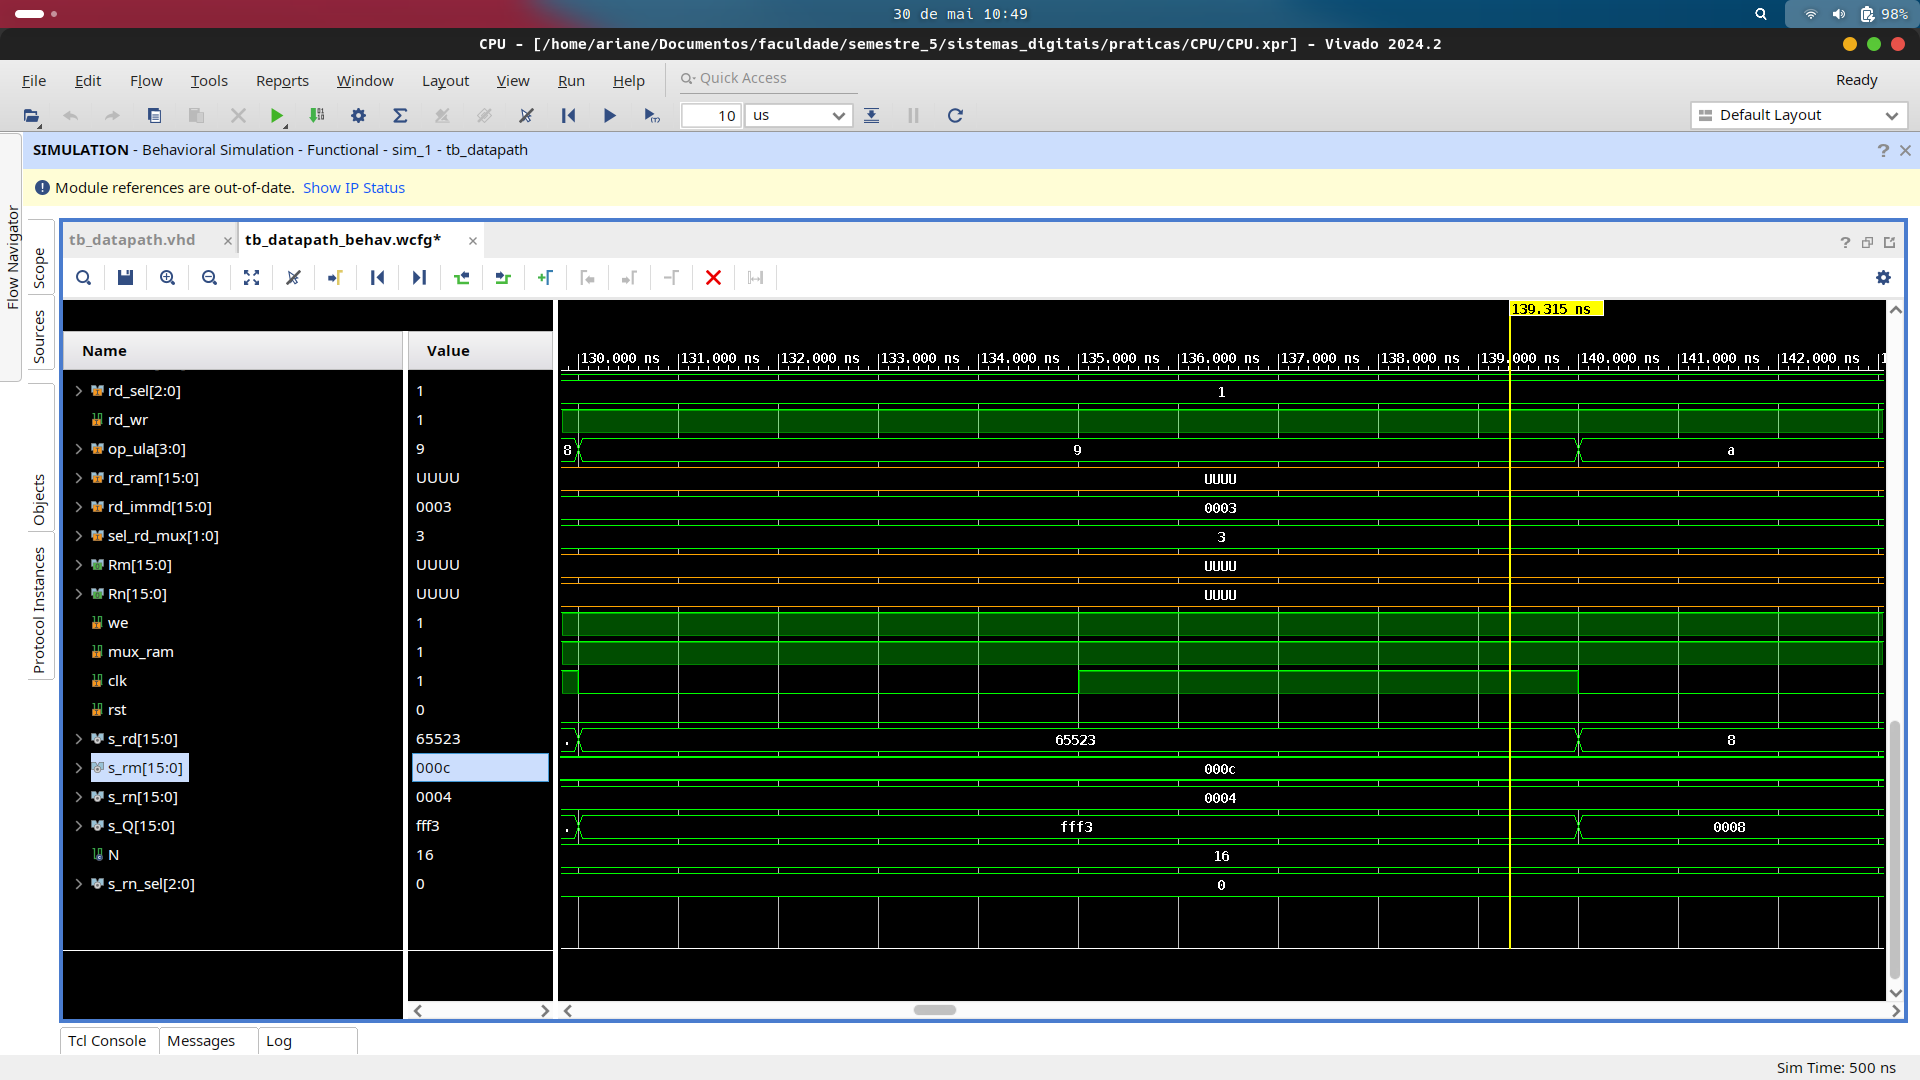 30 de mai 10:49
98%
CPU - [/home/ariane/Documentos/faculdade/semestre_5/sistemas_digitais/praticas/CPU/CPU.xpr] - Vivado 2024.2
File Edit Flow Tools Reports Window Layout View Run Help Quick Access Ready
10 us Default Layout
SIMULATION - Behavioral Simulation - Functional - sim_1 - tb_datapath
Module references are out-of-date. Show IP Status
Flow Navigator
Scope
Sources
Objects
Protocol Instances
tb_datapath.vhd tb_datapath_behav.wcfg*
139.315 ns
Name Value
130.000 ns 131.000 ns 132.000 ns 133.000 ns 134.000 ns 135.000 ns 136.000 ns 137.000 ns 138.000 ns 139.000 ns 140.000 ns 141.000 ns 142.000 ns
rd_sel[2:0] 1 1
rd_wr 1
op_ula[3:0] 9 8 9 a
rd_ram[15:0] UUUU UUUU
rd_immd[15:0] 0003 0003
sel_rd_mux[1:0] 3 3
Rm[15:0] UUUU UUUU
Rn[15:0] UUUU UUUU
we 1
mux_ram 1
clk 1
rst 0
s_rd[15:0] 65523 . 65523 8
s_rm[15:0] 000c 000c
s_rn[15:0] 0004 0004
s_Q[15:0] fff3 . fff3 0008
N 16 16
s_rn_sel[2:0] 0 0
Tcl Console Messages Log
Sim Time: 500 ns